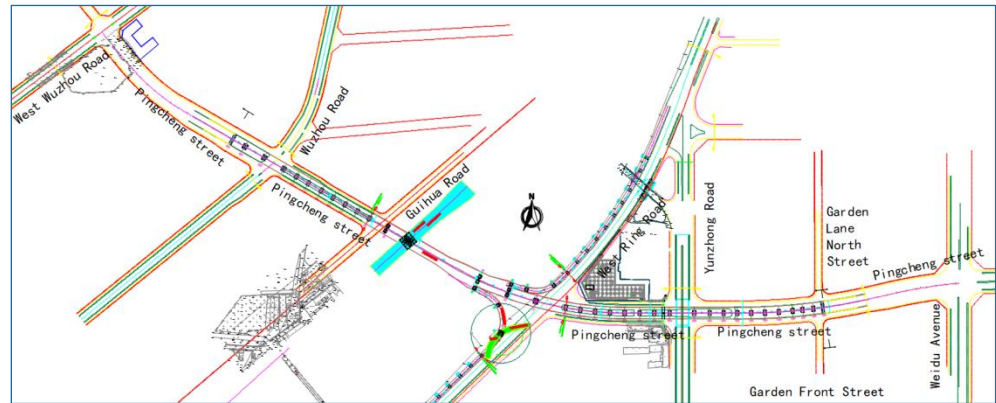 West Wuzhou Road
Pingcheng street
Wuzhou Road
Pingcheng street
Guihua Road
N
West Ring Road
Yunzhong Road
Garden
Lane
North
Street
Pingcheng street
Pingcheng street
Pingcheng street
Weidu Avenue
Garden Front Street